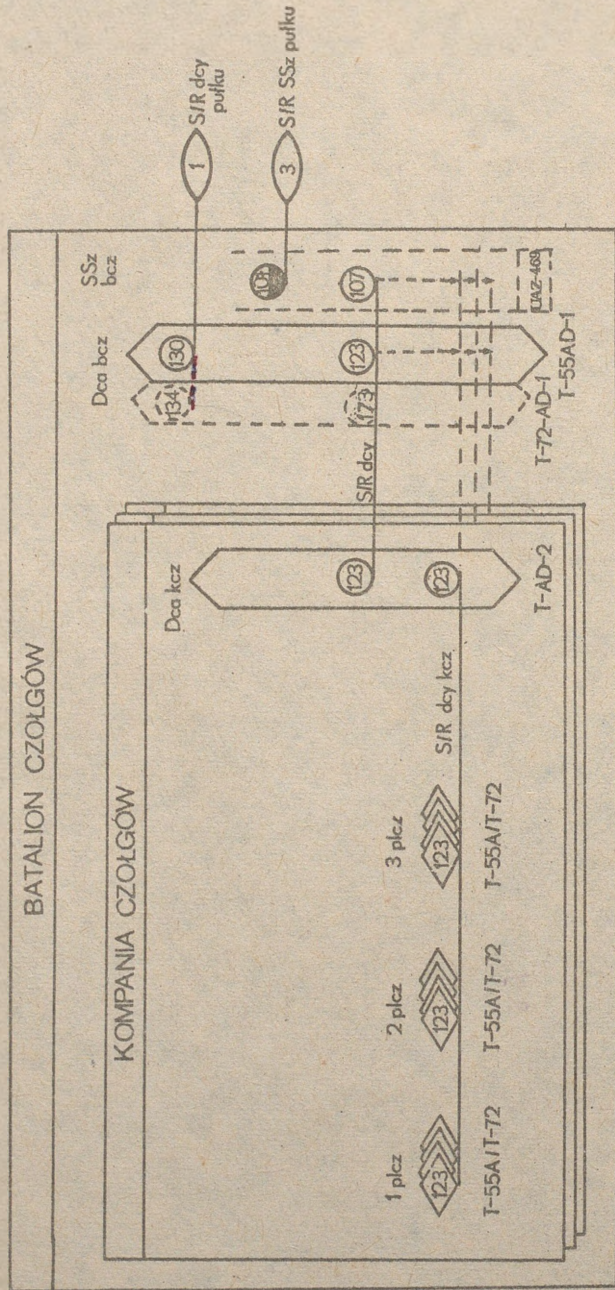 BATALION CZOŁGÓW
KOMPANIA CZOŁGÓW
1 plcz
123
T-55A/T-72
2 plcz
123
T-55A/T-72
3 plcz
123
T-55A/T-72
S/R dcy kcz
Dca kcz
123
123
T-AD-2
S/R dcy
Dca bcz
134
130
173
123
T-72-AD-1
T-55AD-1
SSz
bcz
107
UAZ-469
1
S/R dcy
pułku
3
S/R SSz pułku